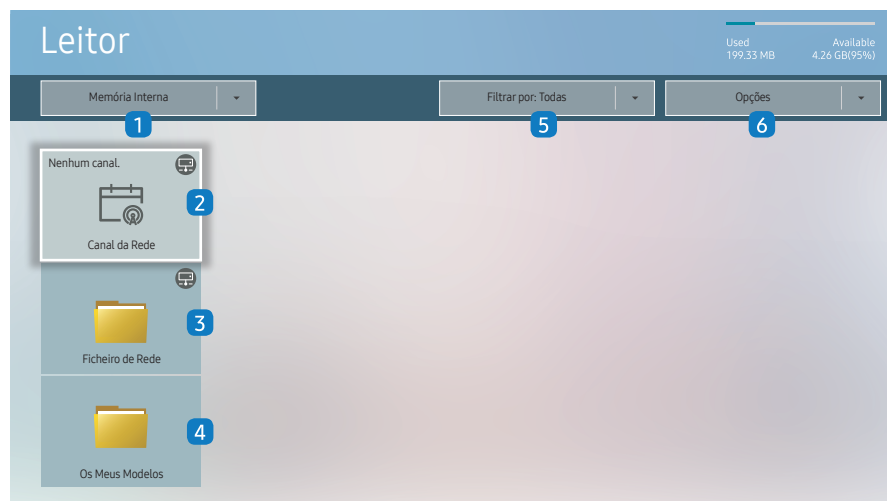 Leitor
Used
199.33 MB
Available
4.26 GB(95%)
Memória Interna
Filtrar por: Todas
Opções
1
5
6
Nenhum canal.
2
Canal da Rede
3
Ficheiro de Rede
4
Os Meus Modelos